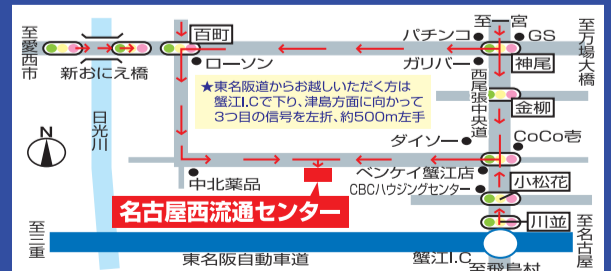 至愛西市
新おにえ橋
日光川
百町
ローソン
パチンコ
至一宮
GS
至万場大橋
ガリバー
神尾
西尾張中央道
★東名阪道からお越しいただく方は
蟹江I.Cで下り、津島方面に向かって
3つ目の信号を左折、約500m左手
金柳
ダイソー
CoCo壱
N
中北薬品
ベンケイ蟹江店
CBCハウジングセンター
小松花
名古屋西流通センター
川並
至三重
東名阪自動車道
蟹江I.C
至飛島村
至名古屋